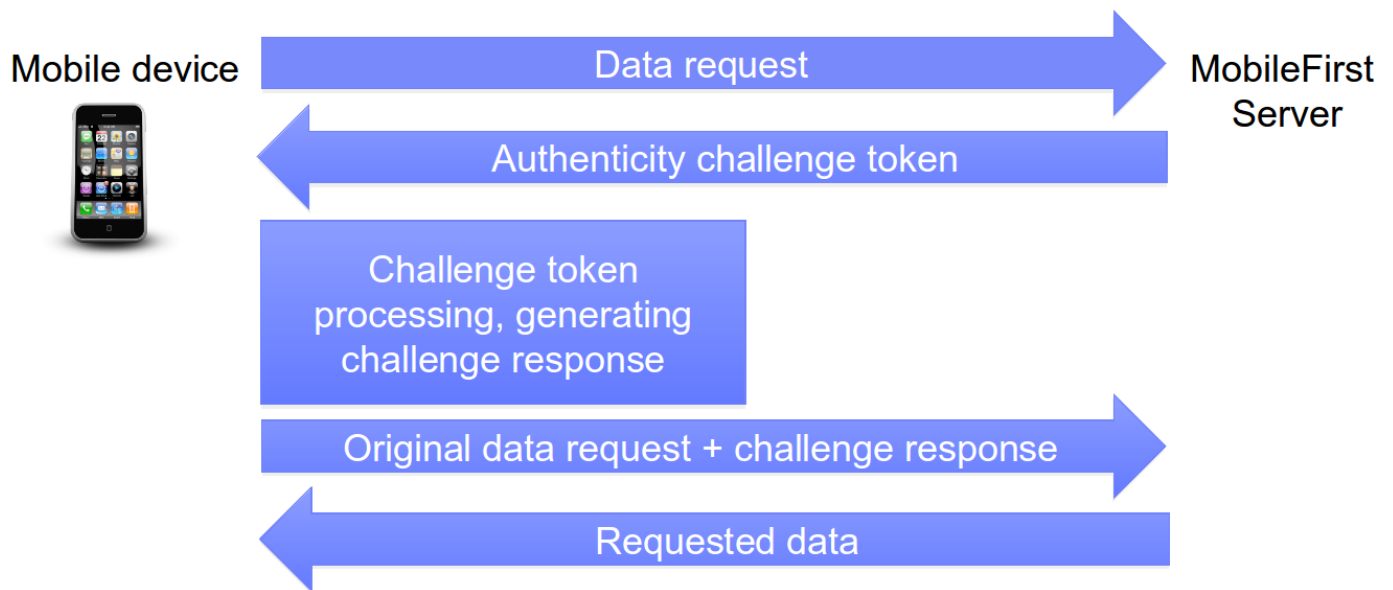 Data request
Mobile device
MobileFirst
Server
Authenticity challenge token
Challenge token
processing, generating
challenge response
Original data request + challenge response
Requested data